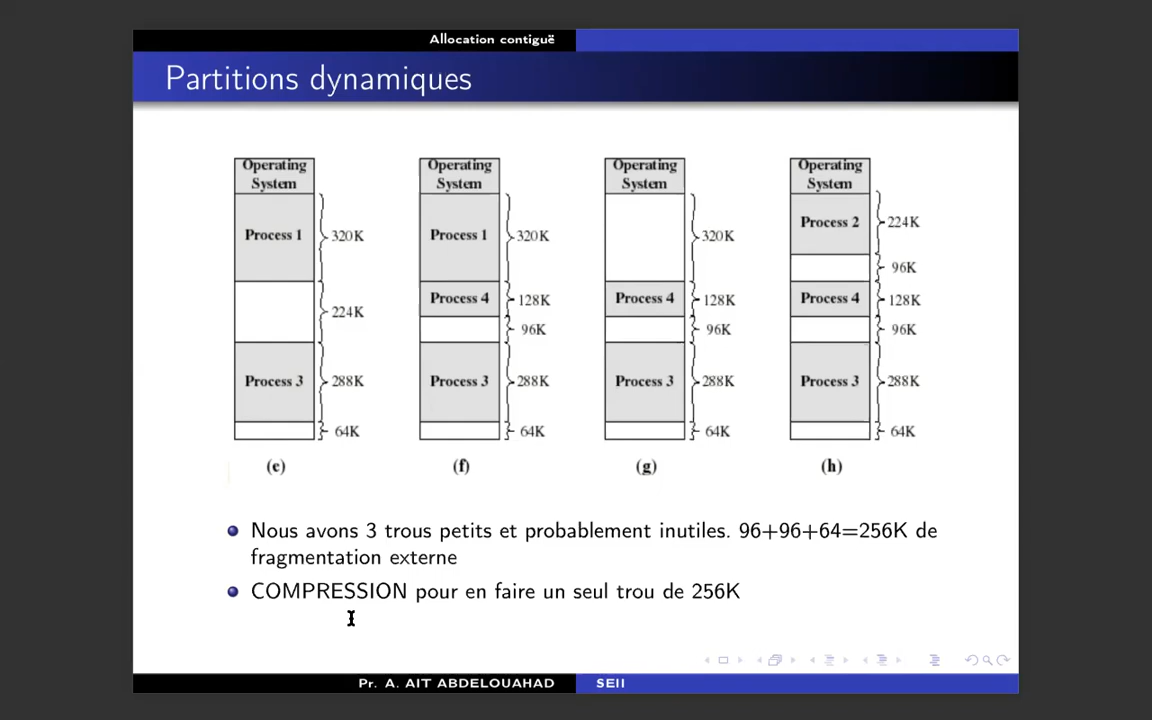 Allocation contiguë
Partitions dynamiques
Operating
System
Process 1
320K
224K
Process 3
288K
64K
(e)
Operating
System
Process 1
320K
Process 4
128K
96K
Process 3
288K
64K
(f)
Operating
System
320K
Process 4
128K
96K
Process 3
288K
64K
(g)
Operating
System
Process 2
224K
96K
Process 4
128K
96K
Process 3
288K
64K
(h)
Nous avons 3 trous petits et probablement inutiles. 96+96+64=256K de
fragmentation externe
COMPRESSION pour en faire un seul trou de 256K
Pr. A. AIT ABDELOUAHAD
SEII